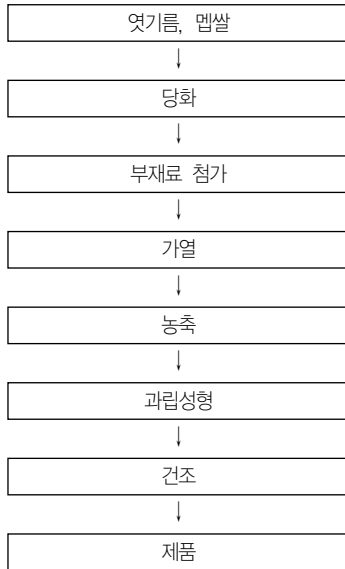 엿기름, 멥쌀
↓
당화
↓
부재료 첨가
↓
가열
↓
농축
↓
과립성형
↓
건조
↓
제품